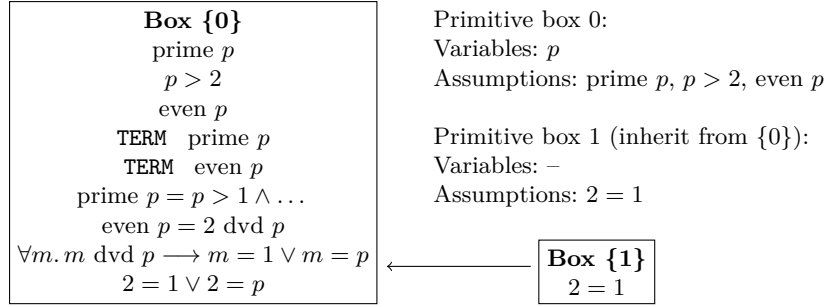 Box {0}
prime p
p > 2
even p
TERM prime p
TERM even p
prime p = p > 1 ∧ …
even p = 2 dvd p
∀m. m dvd p ⟶ m = 1 ∨ m = p
2 = 1 ∨ 2 = p
Primitive box 0:
Variables: p
Assumptions: prime p, p > 2, even p
Primitive box 1 (inherit from {0}):
Variables: –
Assumptions: 2 = 1
Box {1}
2 = 1